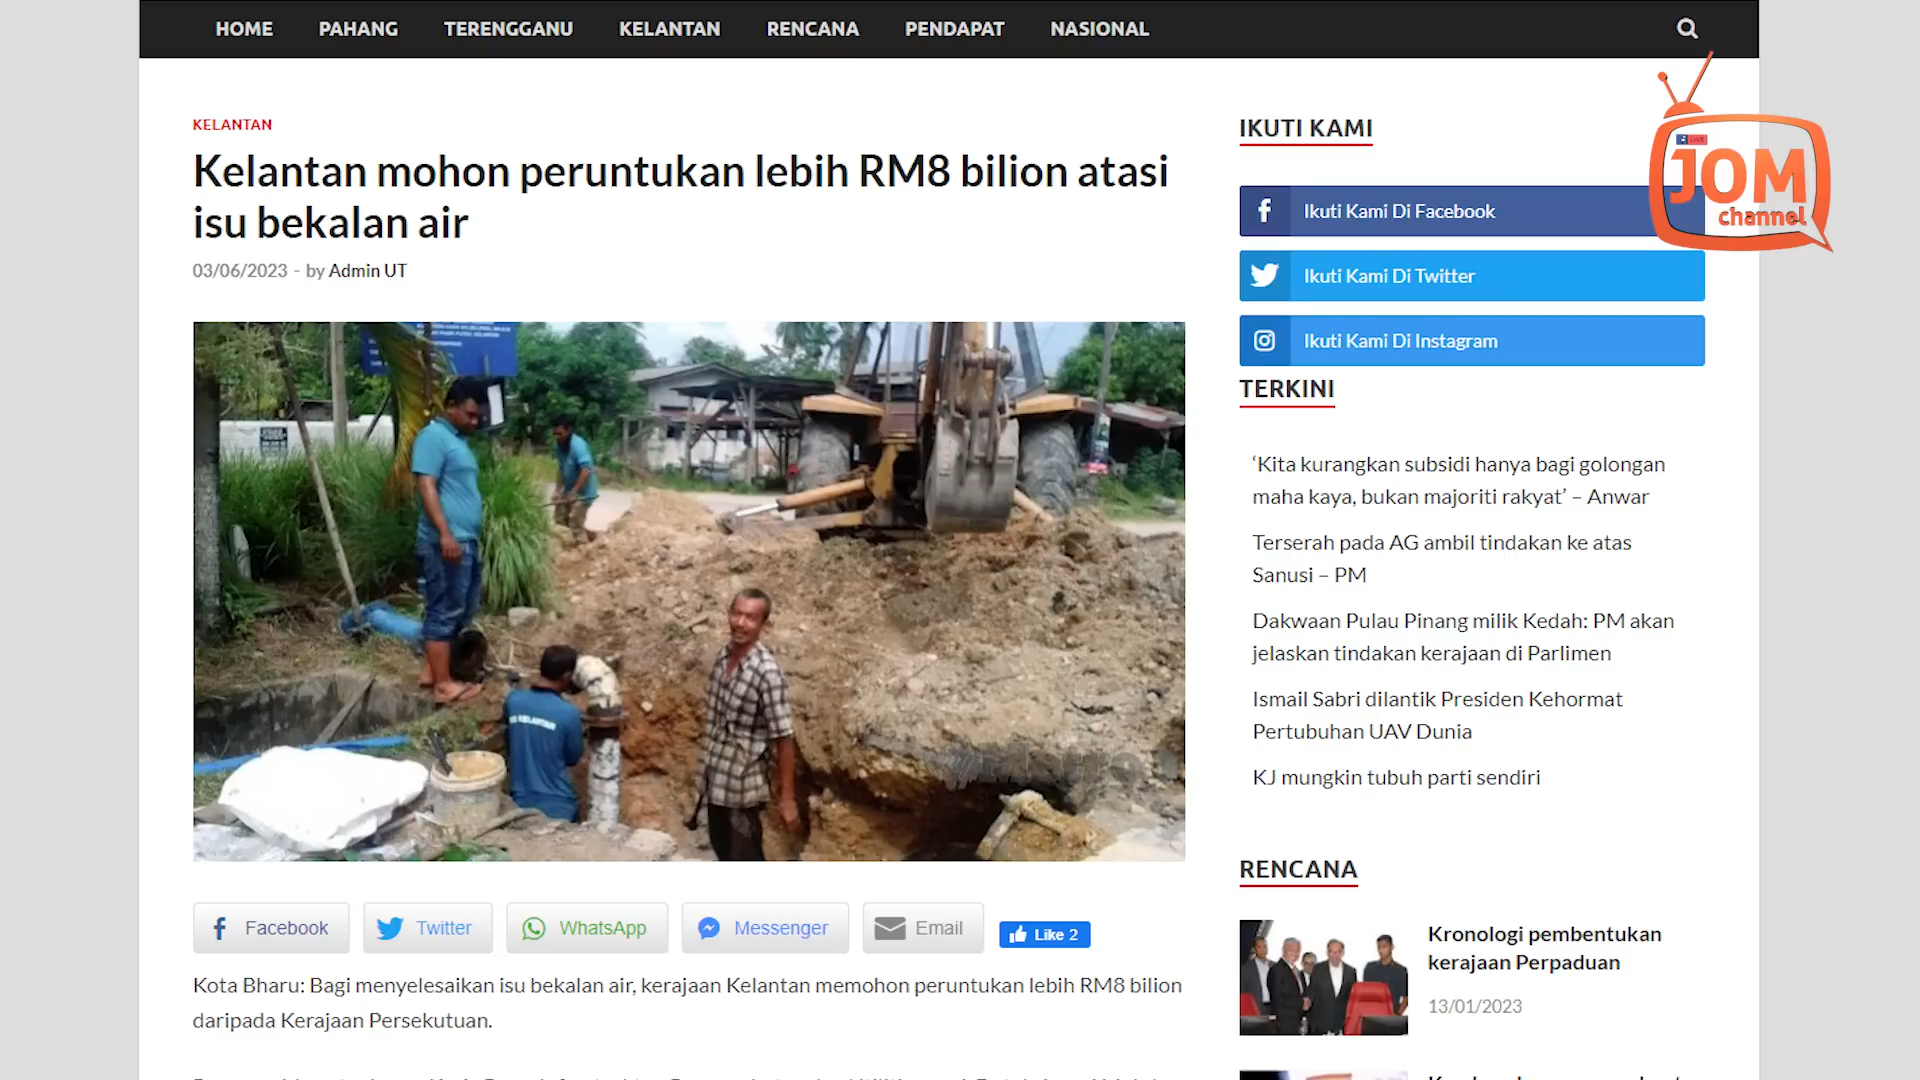 HOME PAHANG TERENGGANU KELANTAN RENCANA PENDAPAT NASIONAL
KELANTAN
Kelantan mohon peruntukan lebih RM8 bilion atasi
isu bekalan air
03/06/2023 - by Admin UT
KELANTAN
Facebook Twitter WhatsApp Messenger Email Like 2
Kota Bharu: Bagi menyelesaikan isu bekalan air, kerajaan Kelantan memohon peruntukan lebih RM8 bilion
daripada Kerajaan Persekutuan.
IKUTI KAMI
LIVE
JOM
channel
Ikuti Kami Di Facebook
Ikuti Kami Di Twitter
Ikuti Kami Di Instagram
TERKINI
‘Kita kurangkan subsidi hanya bagi golongan
maha kaya, bukan majoriti rakyat’ – Anwar
Terserah pada AG ambil tindakan ke atas
Sanusi – PM
Dakwaan Pulau Pinang milik Kedah: PM akan
jelaskan tindakan kerajaan di Parlimen
Ismail Sabri dilantik Presiden Kehormat
Pertubuhan UAV Dunia
KJ mungkin tubuh parti sendiri
RENCANA
Kronologi pembentukan
kerajaan Perpaduan
13/01/2023